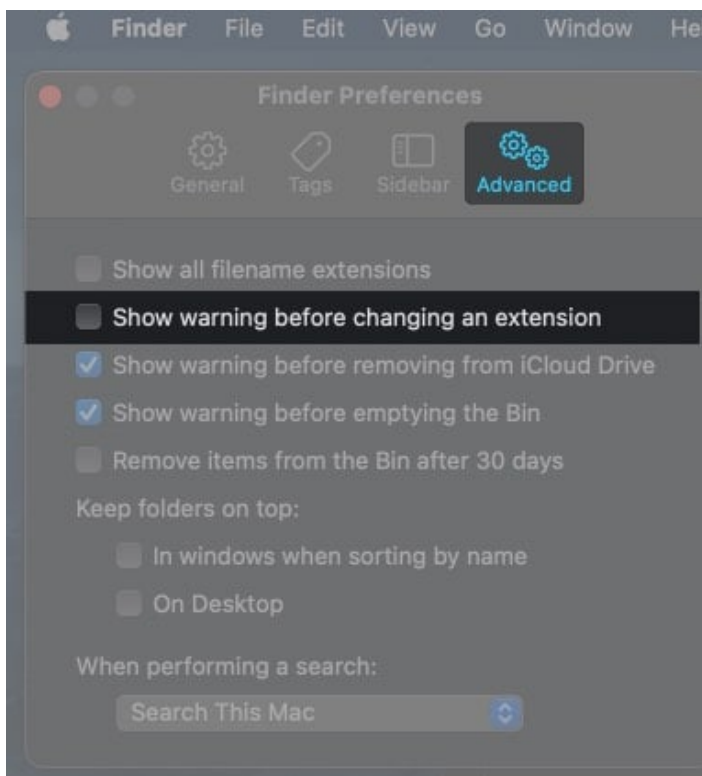 Finder File Edit View Go Window He
Finder Preferences
General Tags Sidebar Advanced
Show all filename extensions
Show warning before changing an extension
Show warning before removing from iCloud Drive
Show warning before emptying the Bin
Remove items from the Bin after 30 days
Keep folders on top:
In windows when sorting by name
On Desktop
When performing a search:
Search This Mac